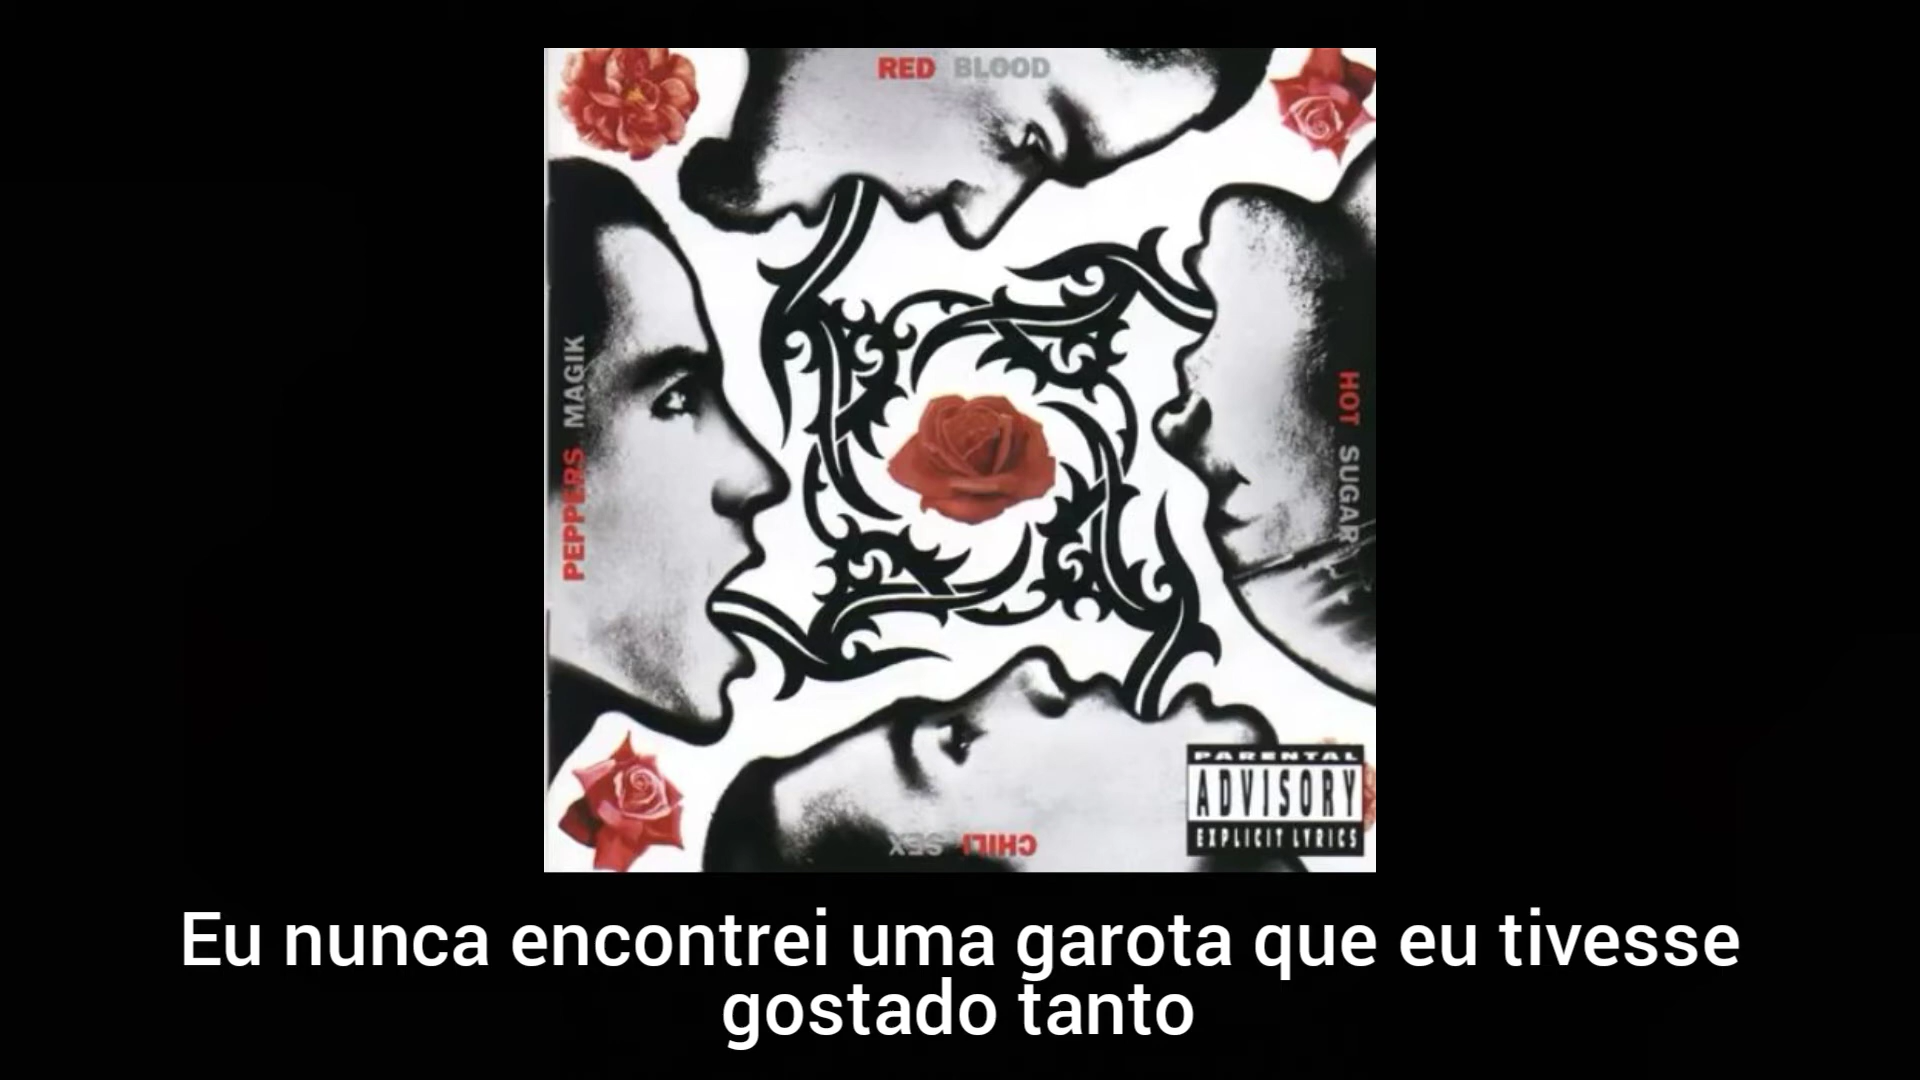 RED BLOOD
HOT SUGAR
CHILI SEX
PEPPERS MAGIK
PARENTAL
ADVISORY
EXPLICIT LYRICS
Eu nunca encontrei uma garota que eu tivesse
gostado tanto